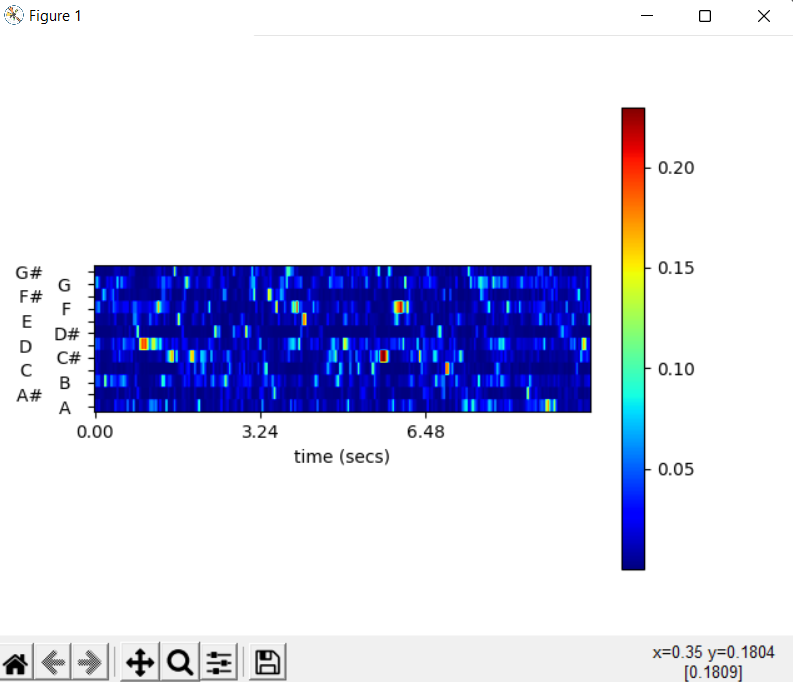 Figure 1
0.20
0.15
0.10
0.05
G#
G
F#
F
E
D#
D
C#
C
B
A#
A
0.00 3.24 6.48
time (secs)
x=0.35 y=0.1804
[0.1809]